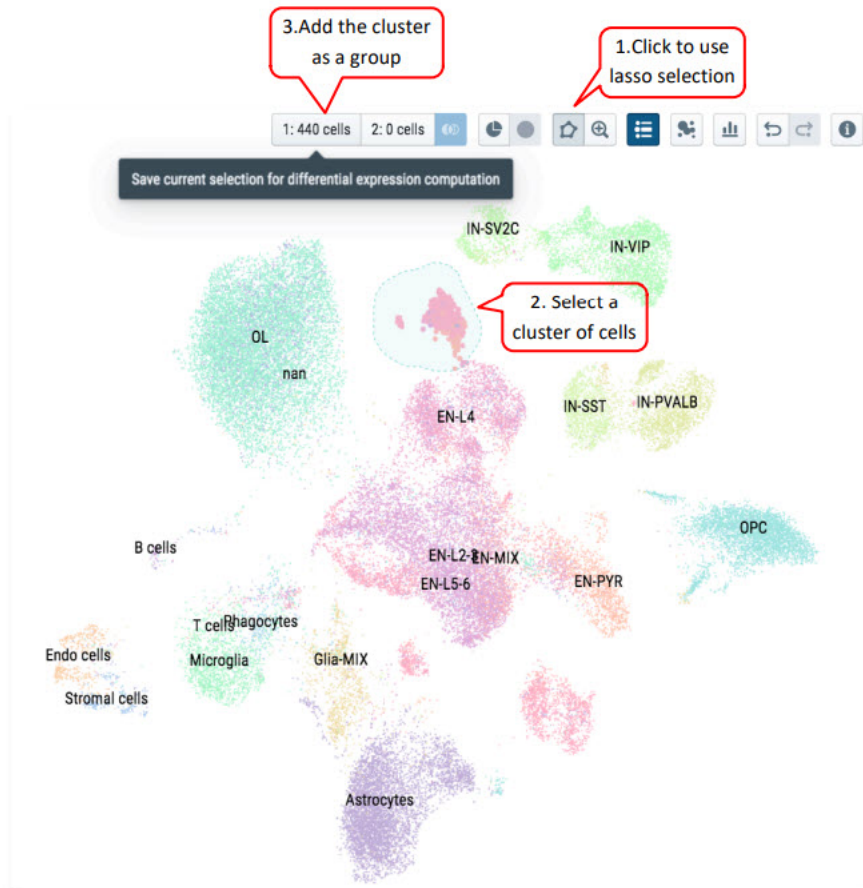 3.Add the cluster
as a group
1.Click to use
lasso selection
1: 440 cells
2: 0 cells
Save current selection for differential expression computation
IN-SV2C
IN-VIP
2. Select a
cluster of cells
OL
nan
IN-SST
IN-PVALB
EN-L4
OPC
B cells
EN-L2-3
EN-MIX
EN-L5-6
EN-PYR
T cells
Phagocytes
Endo cells
Microglia
Glia-MIX
Stromal cells
Astrocytes